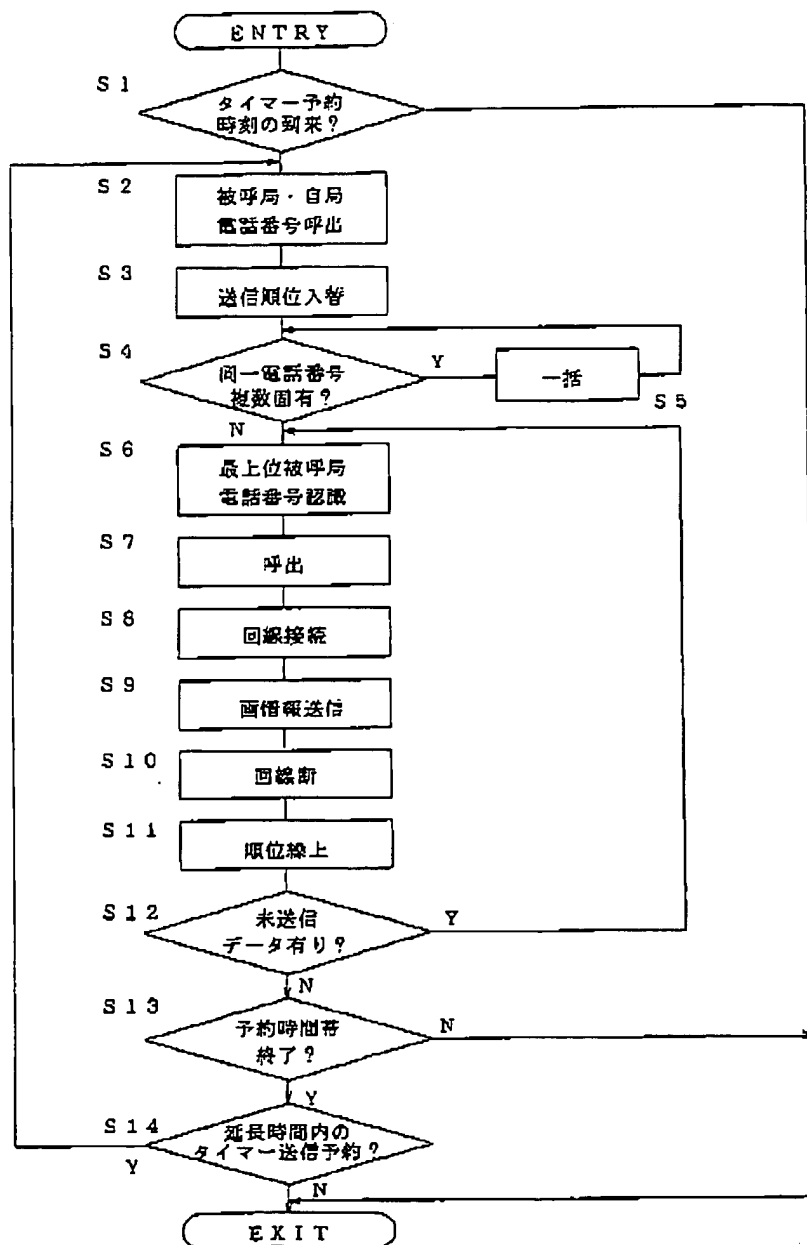 ENTRY
S1
タイマー予約
時刻の到来?
S2
被呼局・自局
電話番号呼出
S3
送信順位入替
S4
同一電話番号
複数固有?
Y
一括
S5
N
S6
最上位被呼局
電話番号認識
S7
呼出
S8
回線接続
S9
画情報送信
S10
回線断
S11
順位繰上
S12
未送信
データ有り?
Y
N
S13
予約時間帯
終了?
N
Y
S14
延長時間内の
タイマー送信予約?
Y
N
EXIT